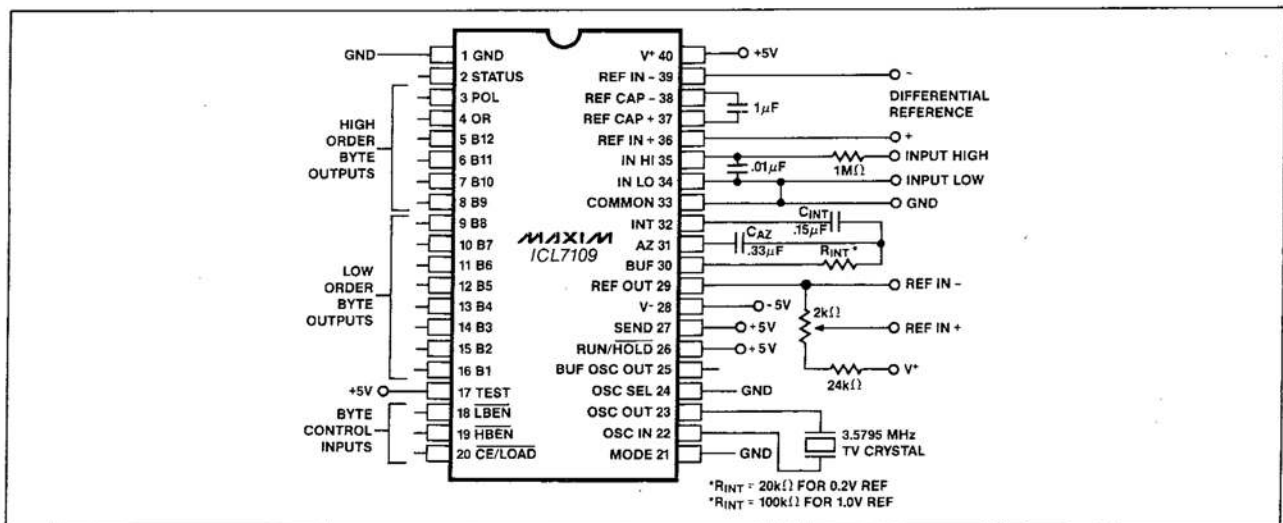 GND
1 GND
2 STATUS
3 POL
4 OR
5 B12
6 B11
7 B10
8 B9
9 B8
10 B7
11 B6
12 B5
13 B4
14 B3
15 B2
16 B1
17 TEST
18 LBEN
19 HBEN
20 CE/LOAD
HIGH
ORDER
BYTE
OUTPUTS
LOW
ORDER
BYTE
OUTPUTS
+5V
BYTE
CONTROL
INPUTS
MAXIM
ICL7109
V+ 40
REF IN - 39
REF CAP - 38
REF CAP + 37
REF IN + 36
IN HI 35
IN LO 34
COMMON 33
INT 32
AZ 31
BUF 30
REF OUT 29
V- 28
SEND 27
RUN/HOLD 26
BUF OSC OUT 25
OSC SEL 24
OSC OUT 23
OSC IN 22
MODE 21
+5V
-
DIFFERENTIAL
REFERENCE
1µF
+
INPUT HIGH
.01µF
1MΩ
INPUT LOW
GND
CINT
.15µF
CAZ
.33µF
RINT*
REF IN -
-5V
2kΩ
+5V
REF IN +
+5V
V+
24kΩ
GND
3.5795 MHz
TV CRYSTAL
GND
*RINT = 20kΩ FOR 0.2V REF
*RINT = 100kΩ FOR 1.0V REF